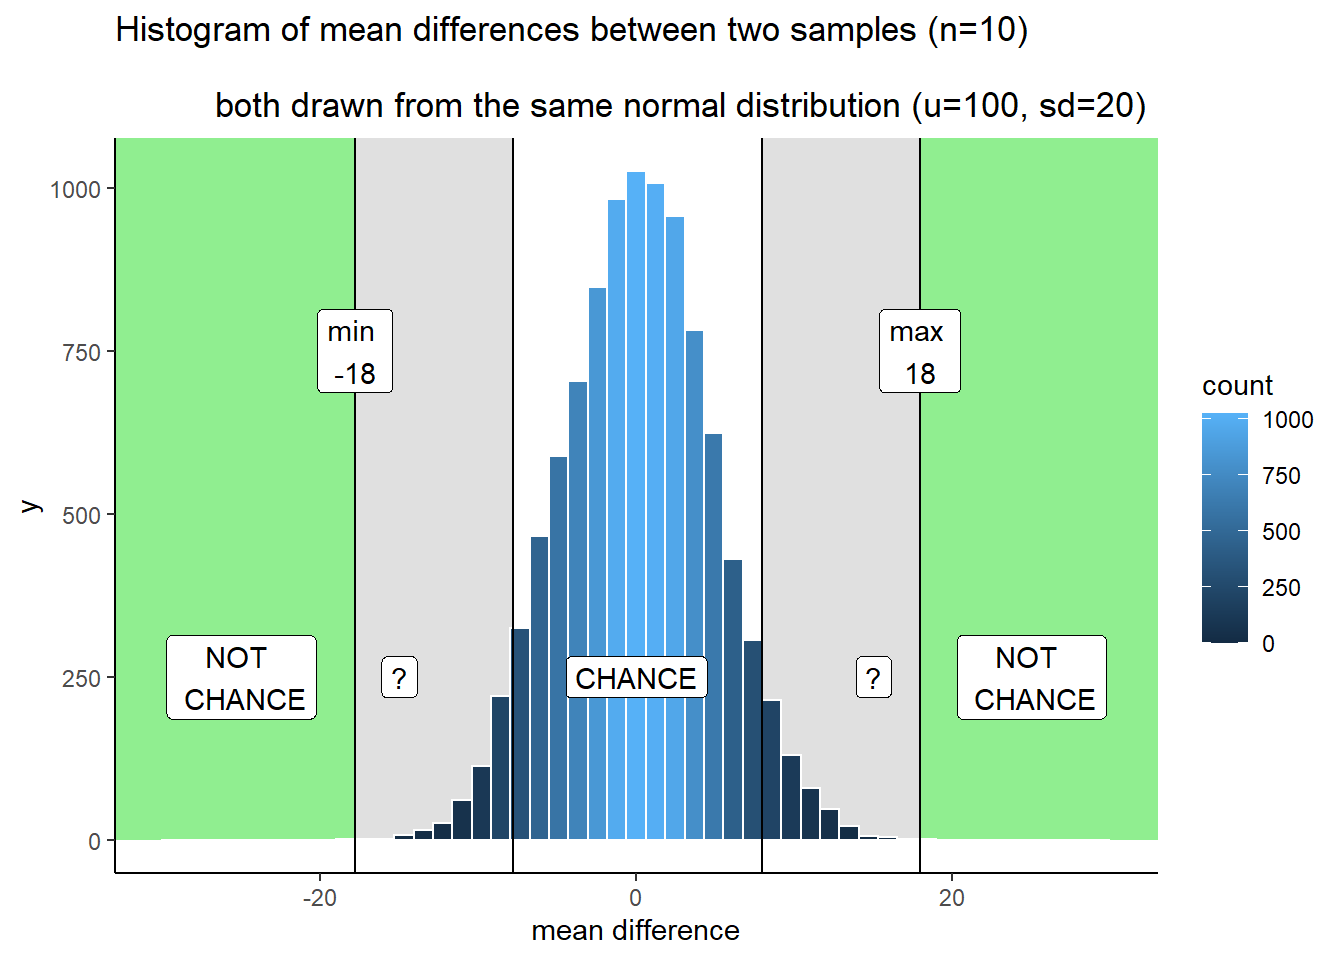 Histogram of mean differences between two samples (n=10)
both drawn from the same normal distribution (u=100, sd=20)
1000
750
500
250
0
y
min
-18
max
18
NOT
CHANCE
?
CHANCE
?
NOT
CHANCE
-20
0
20
mean difference
count
1000
750
500
250
0